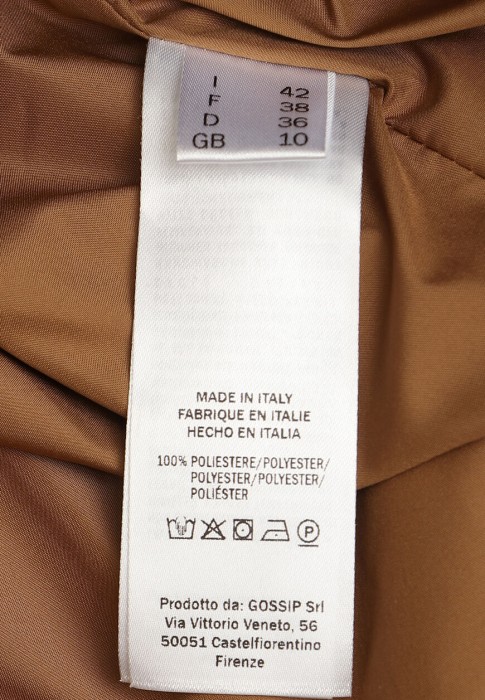 I 42
F 38
D 36
GB 10
MADE IN ITALY
FABRIQUE EN ITALIE
HECHO EN ITALIA
100% POLIESTERE/POLYESTER/
POLYESTER/POLYESTER/
POLIÉSTER
P
Prodotto da: GOSSIP Srl
Via Vittorio Veneto, 56
50051 Castelfiorentino
Firenze